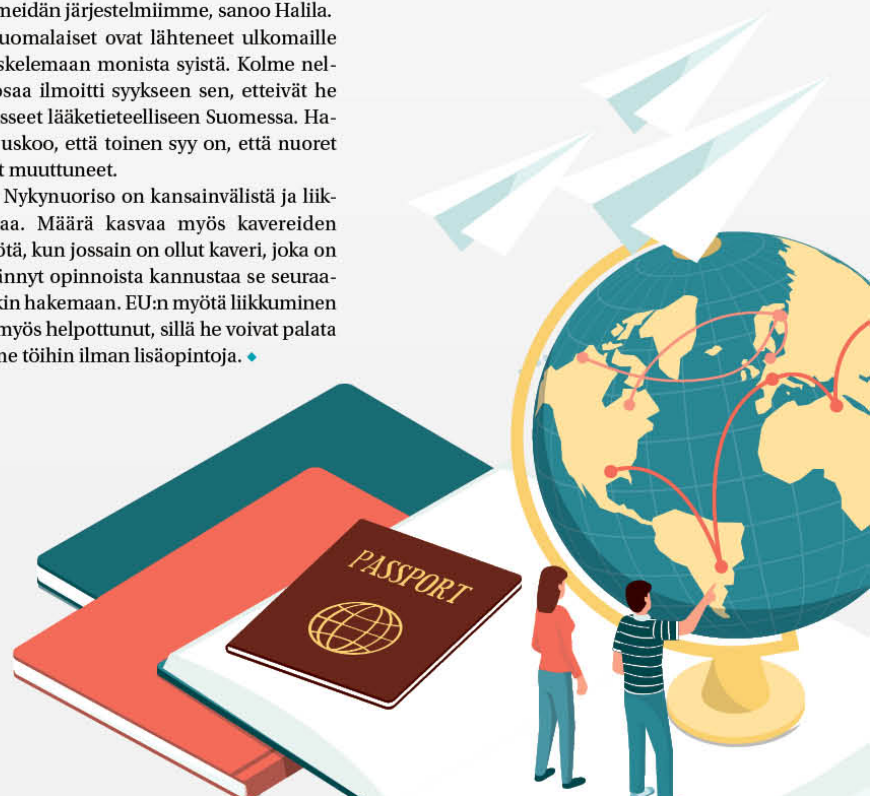 meidän järjestelmiimme, sanoo Halila.
uomalaiset ovat lähteneet ulkomaille
skelemaan monista syistä. Kolme nel-
osaa ilmoitti syykseen sen, etteivät he
sseet lääketieteelliseen Suomessa. Ha-
uskoo, että toinen syy on, että nuoret
t muuttuneet.
Nykynuoriso on kansainvälistä ja liik-
aa. Määrä kasvaa myös kavereiden
ötä, kun jossain on ollut kaveri, joka on
ännyt opinnoista kannustaa se seuraa-
kin hakemaan. EU:n myötä liikkuminen
myös helpottunut, sillä he voivat palata
ne töihin ilman lisäopintoja.
PASSPORT